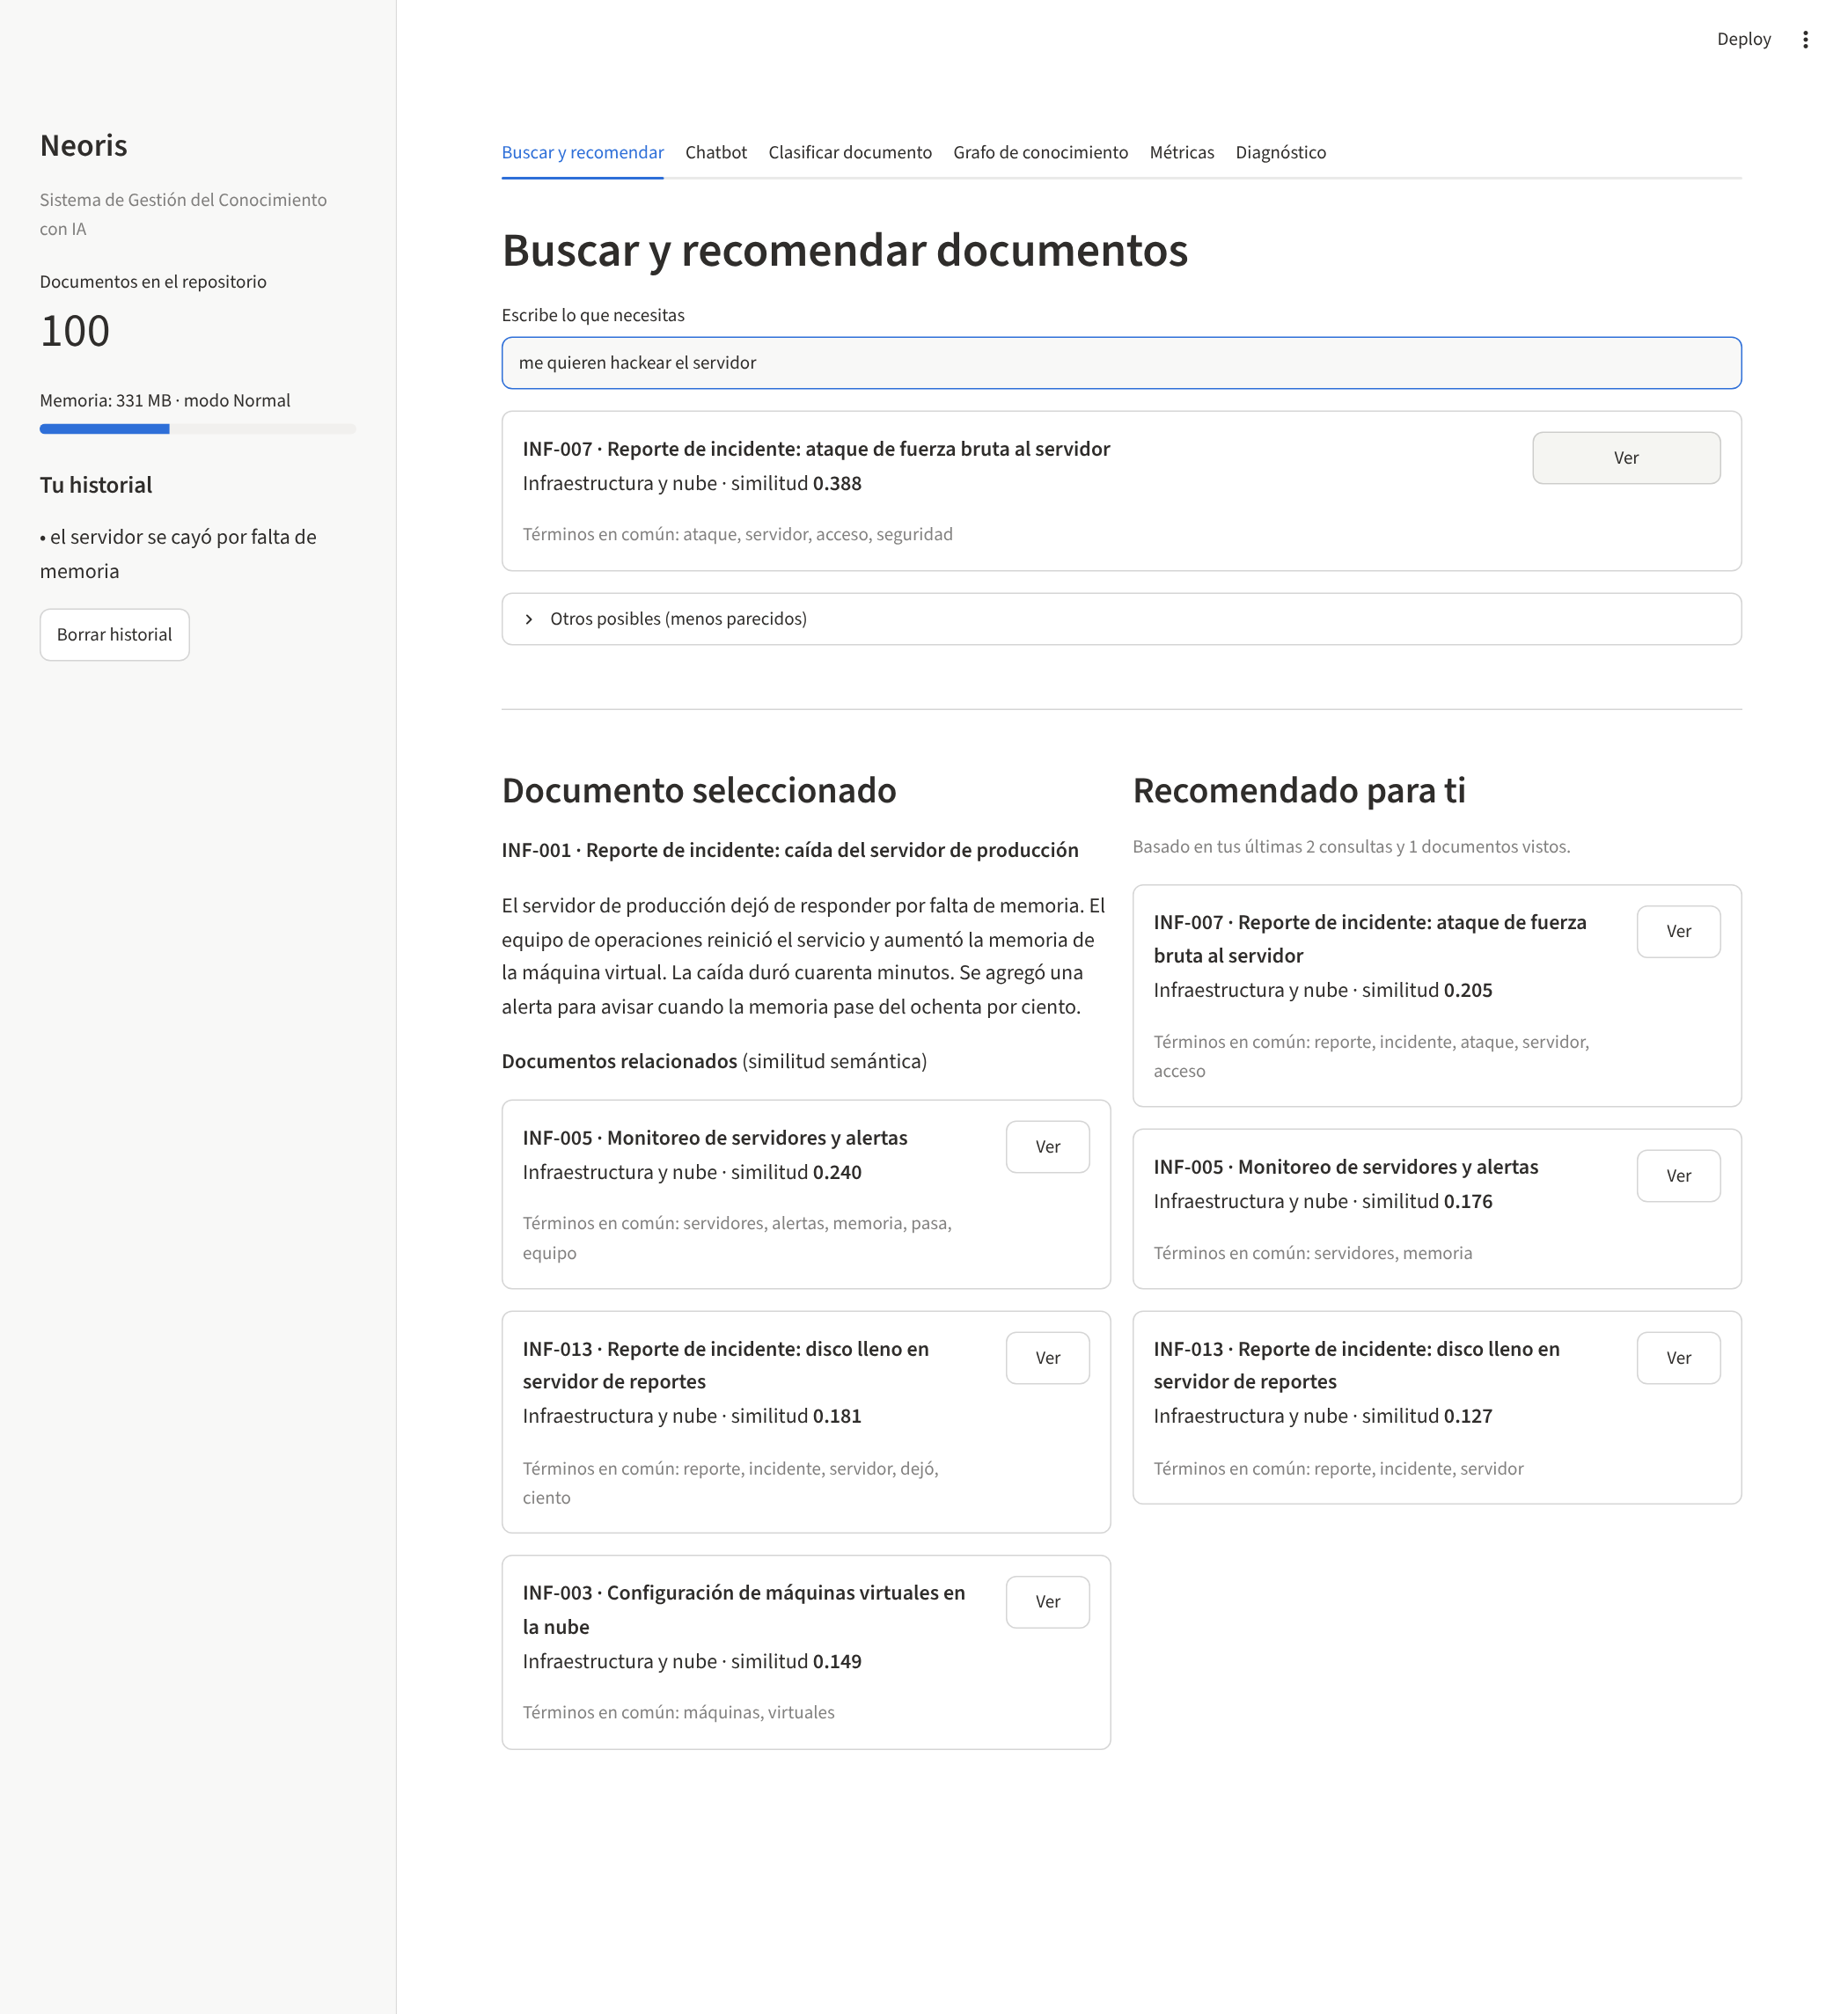 Deploy
Neoris
Sistema de Gestión del Conocimiento
con IA
Documentos en el repositorio
100
Memoria: 331 MB · modo Normal
Tu historial
• el servidor se cayó por falta de
memoria
Borrar historial
Buscar y recomendar Chatbot Clasificar documento Grafo de conocimiento Métricas Diagnóstico
Buscar y recomendar documentos
Escribe lo que necesitas
me quieren hackear el servidor
INF-007 · Reporte de incidente: ataque de fuerza bruta al servidor
Ver
Infraestructura y nube · similitud 0.388
Términos en común: ataque, servidor, acceso, seguridad
Otros posibles (menos parecidos)
Documento seleccionado
INF-001 · Reporte de incidente: caída del servidor de producción
El servidor de producción dejó de responder por falta de memoria. El
equipo de operaciones reinició el servicio y aumentó la memoria de
la máquina virtual. La caída duró cuarenta minutos. Se agregó una
alerta para avisar cuando la memoria pase del ochenta por ciento.
Documentos relacionados (similitud semántica)
INF-005 · Monitoreo de servidores y alertas
Ver
Infraestructura y nube · similitud 0.240
Términos en común: servidores, alertas, memoria, pasa,
equipo
INF-013 · Reporte de incidente: disco lleno en
servidor de reportes
Ver
Infraestructura y nube · similitud 0.181
Términos en común: reporte, incidente, servidor, dejó,
ciento
INF-003 · Configuración de máquinas virtuales en
la nube
Ver
Infraestructura y nube · similitud 0.149
Términos en común: máquinas, virtuales
Recomendado para ti
Basado en tus últimas 2 consultas y 1 documentos vistos.
INF-007 · Reporte de incidente: ataque de fuerza
bruta al servidor
Ver
Infraestructura y nube · similitud 0.205
Términos en común: reporte, incidente, ataque, servidor,
acceso
INF-005 · Monitoreo de servidores y alertas
Ver
Infraestructura y nube · similitud 0.176
Términos en común: servidores, memoria
INF-013 · Reporte de incidente: disco lleno en
servidor de reportes
Ver
Infraestructura y nube · similitud 0.127
Términos en común: reporte, incidente, servidor